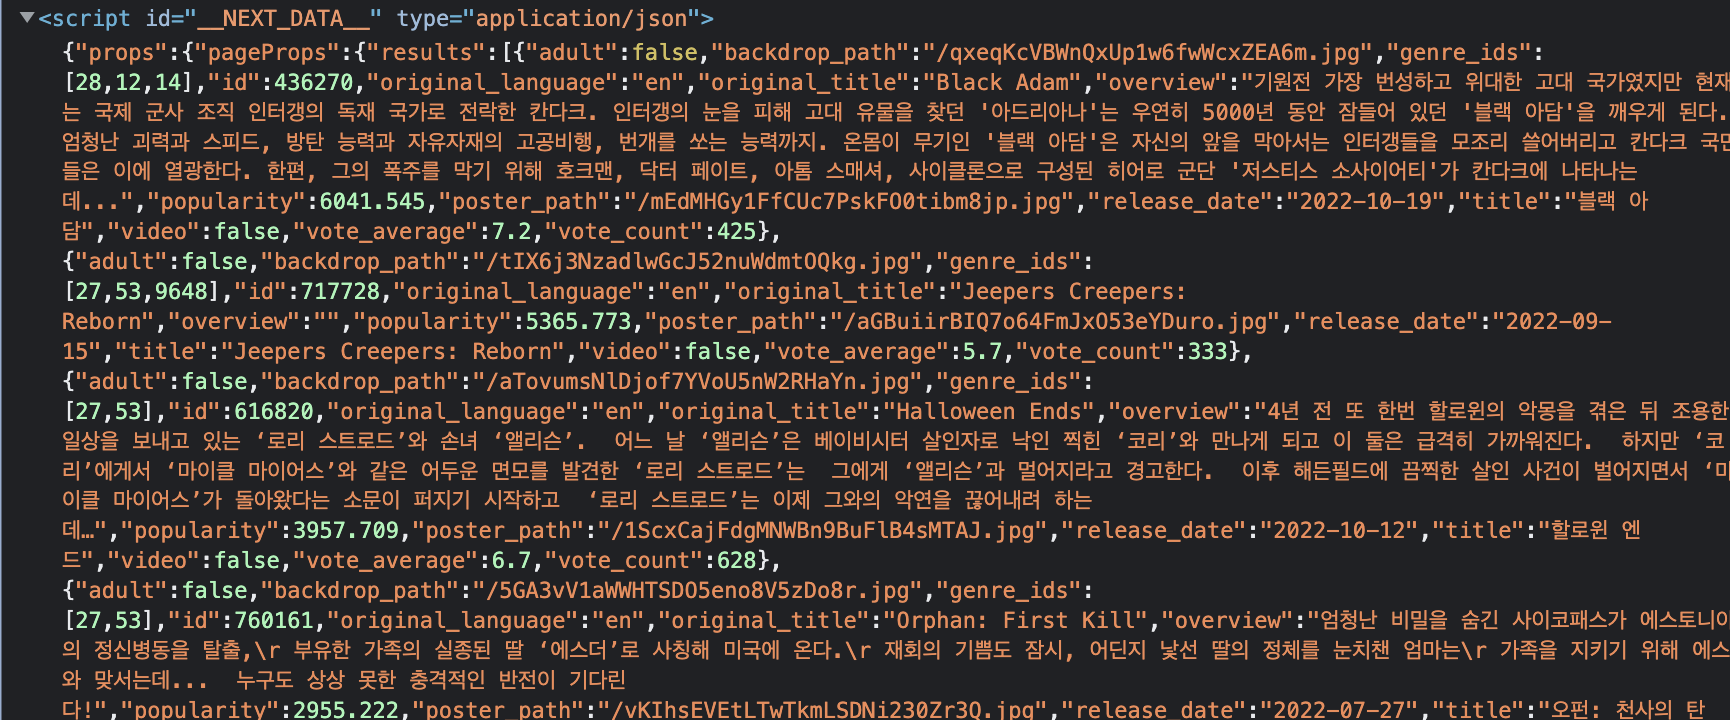 ▼<script id="__NEXT_DATA__" type="application/json">
{"props":{"pageProps":{"results":[{"adult":false,"backdrop_path":"/qxeqKcVBWnQxUp1w6fwWcxZEA6m.jpg","genre_ids":
[28,12,14],"id":436270,"original_language":"en","original_title":"Black Adam","overview":"기원전 가장 번성하고 위대한 고대 국가였지만 현재
는 국제 군사 조직 인터갱의 독재 국가로 전락한 칸다크. 인터갱의 눈을 피해 고대 유물을 찾던 '아드리아나'는 우연히 5000년 동안 잠들어 있던 '블랙 아담'을 깨우게 된다.
엄청난 괴력과 스피드, 방탄 능력과 자유자재의 고공비행, 번개를 쏘는 능력까지. 온몸이 무기인 '블랙 아담'은 자신의 앞을 막아서는 인터갱들을 모조리 쓸어버리고 칸다크 국민
들은 이에 열광한다. 한편, 그의 폭주를 막기 위해 호크맨, 닥터 페이트, 아톰 스매셔, 사이클론으로 구성된 히어로 군단 '저스티스 소사이어티'가 칸다크에 나타나는
데...","popularity":6041.545,"poster_path":"/mEdMHGy1FfCUc7PskFO0tibm8jp.jpg","release_date":"2022-10-19","title":"블랙 아
담","video":false,"vote_average":7.2,"vote_count":425},
{"adult":false,"backdrop_path":"/tIX6j3NzadlwGcJ52nuWdmtOQkg.jpg","genre_ids":
[27,53,9648],"id":717728,"original_language":"en","original_title":"Jeepers Creepers:
Reborn","overview":"","popularity":5365.773,"poster_path":"/aGBuiirBIQ7o64FmJxO53eYDuro.jpg","release_date":"2022-09-
15","title":"Jeepers Creepers: Reborn","video":false,"vote_average":5.7,"vote_count":333},
{"adult":false,"backdrop_path":"/aTovumsNlDjof7YVoU5nW2RHaYn.jpg","genre_ids":
[27,53],"id":616820,"original_language":"en","original_title":"Halloween Ends","overview":"4년 전 또 한번 할로윈의 악몽을 겪은 뒤 조용한
일상을 보내고 있는 ‘로리 스트로드’와 손녀 ‘앨리슨’.  어느 날 ‘앨리슨’은 베이비시터 살인자로 낙인 찍힌 ‘코리’와 만나게 되고 이 둘은 급격히 가까워진다.  하지만 ‘코
리’에게서 ‘마이클 마이어스’와 같은 어두운 면모를 발견한 ‘로리 스트로드’는  그에게 ‘앨리슨’과 멀어지라고 경고한다.  이후 해든필드에 끔찍한 살인 사건이 벌어지면서 ‘마
이클 마이어스’가 돌아왔다는 소문이 퍼지기 시작하고  ‘로리 스트로드’는 이제 그와의 악연을 끊어내려 하는
데…","popularity":3957.709,"poster_path":"/1ScxCajFdgMNWBn9BuFlB4sMTAJ.jpg","release_date":"2022-10-12","title":"할로윈 엔
드","video":false,"vote_average":6.7,"vote_count":628},
{"adult":false,"backdrop_path":"/5GA3vV1aWWHTSDO5eno8V5zDo8r.jpg","genre_ids":
[27,53],"id":760161,"original_language":"en","original_title":"Orphan: First Kill","overview":"엄청난 비밀을 숨긴 사이코패스가 에스토니아
의 정신병동을 탈출,\r 부유한 가족의 실종된 딸 ‘에스더’로 사칭해 미국에 온다.\r 재회의 기쁨도 잠시, 어딘지 낯선 딸의 정체를 눈치챈 엄마는\r 가족을 지키기 위해 에스
와 맞서는데...  누구도 상상 못한 충격적인 반전이 기다린
다!","popularity":2955.222,"poster_path":"/vKIhsEVEtLTwTkmLSDNi230Zr3Q.jpg","release_date":"2022-07-27","title":"오펀: 천사의 탄